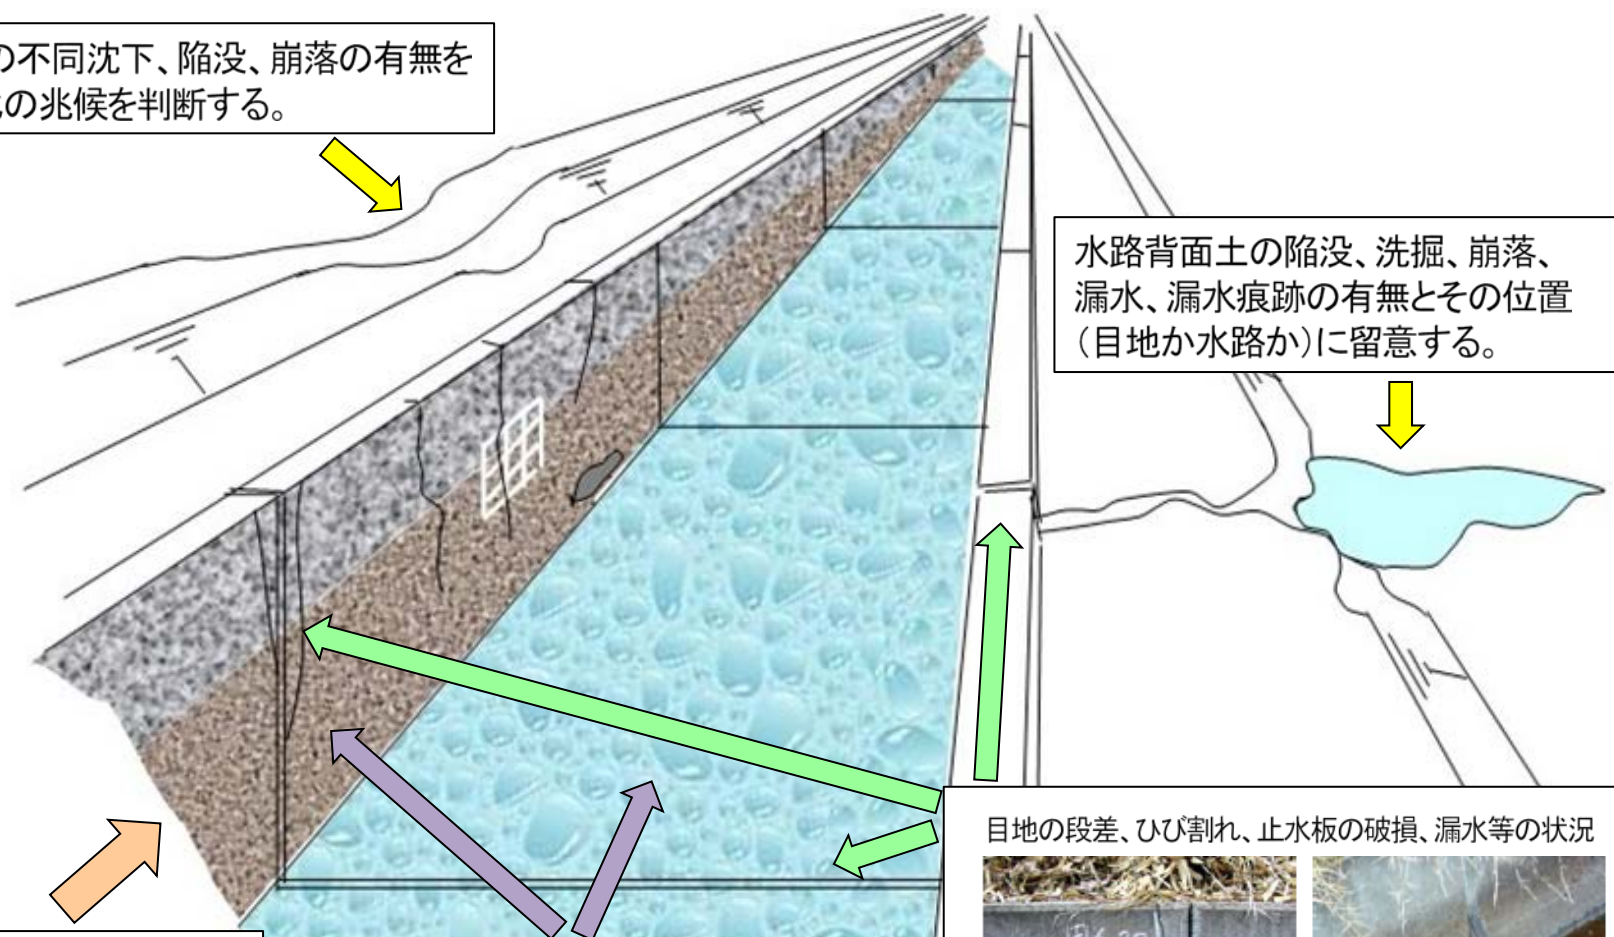 の不同沈下、陥没、崩落の有無を
の兆候を判断する。
水路背面土の陥没、洗掘、崩落、
漏水、漏水痕跡の有無とその位置
（目地か水路か）に留意する。
目地の段差、ひび割れ、止水板の破損、漏水等の状況